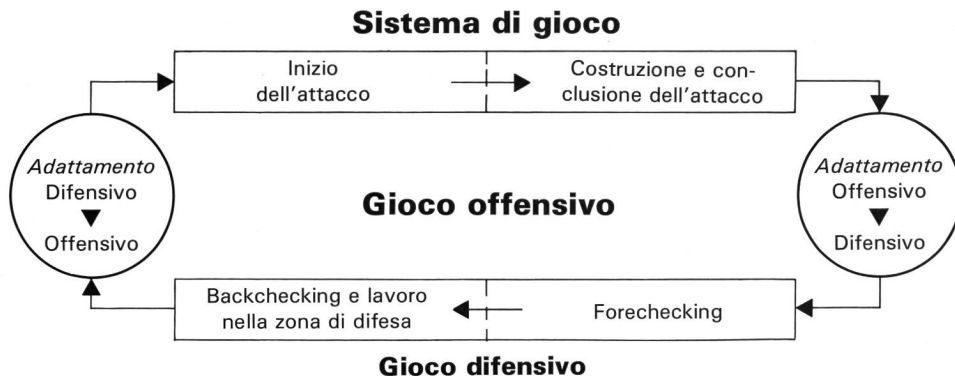 Sistema di gioco
Inizio
dell'attacco
Costruzione e con-
clusione dell'attacco
Adattamento
Difensivo
Offensivo
Gioco offensivo
Adattamento
Offensivo
Difensivo
Backchecking e lavoro
nella zona di difesa
Forechecking
Gioco difensivo